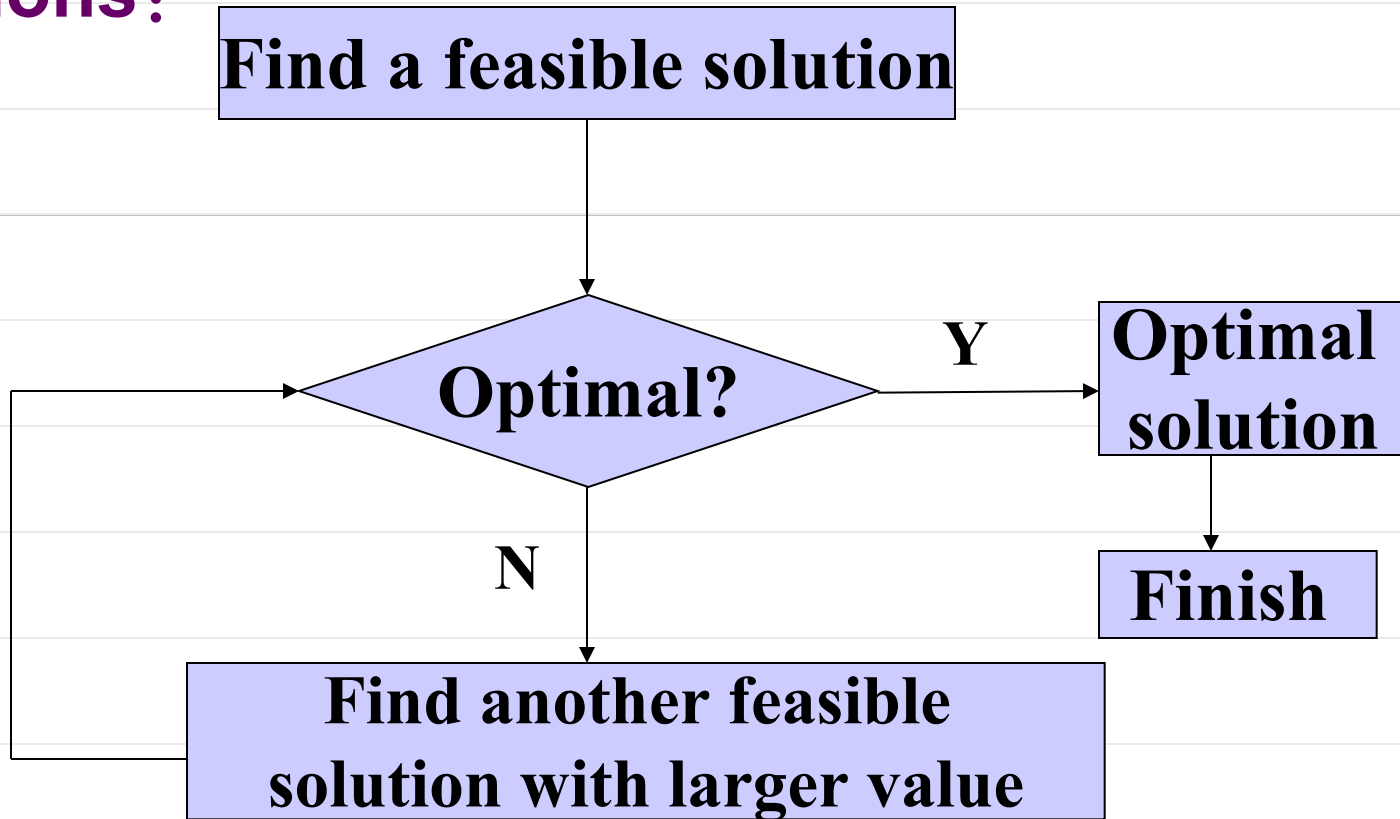 Find a feasible solution
Optimal?
Y
Optimal
solution
N
Finish
Find another feasible
solution with larger value